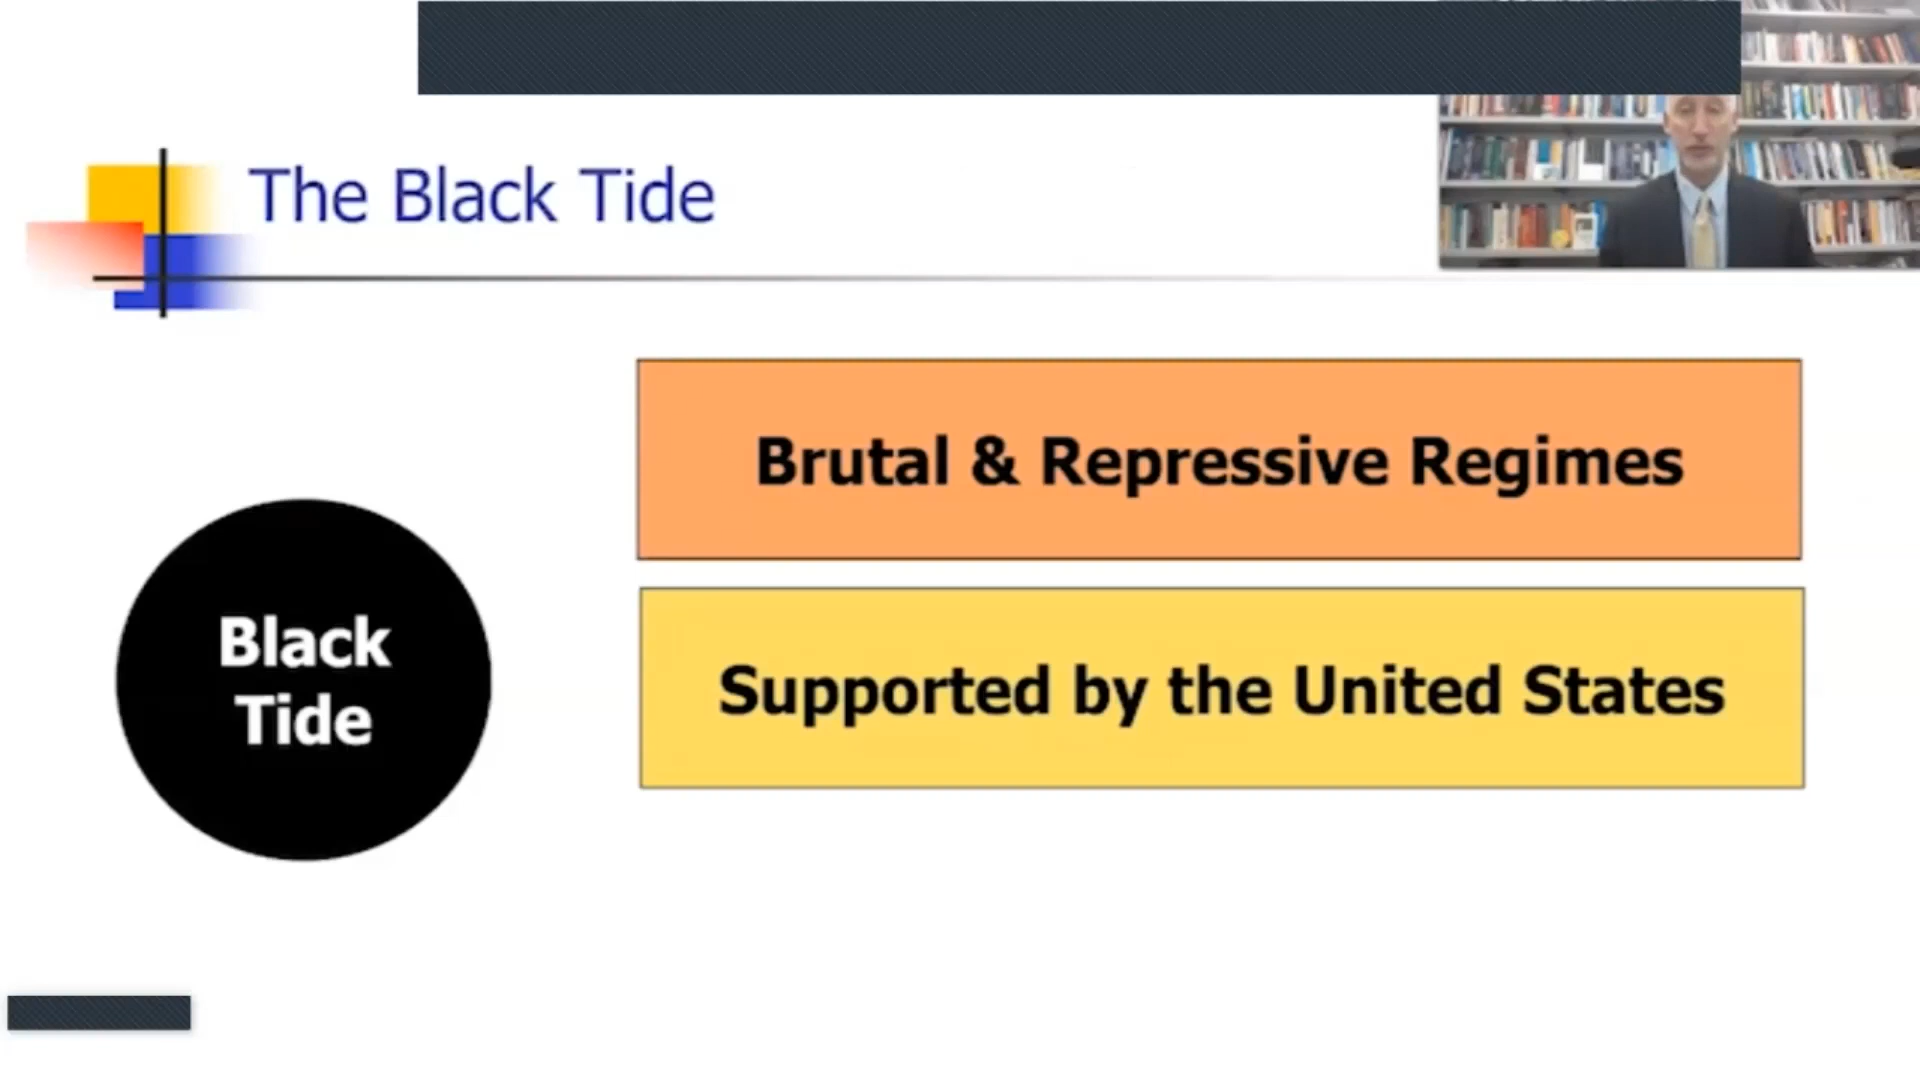 The Black Tide
Brutal & Repressive Regimes
Black
Tide
Supported by the United States